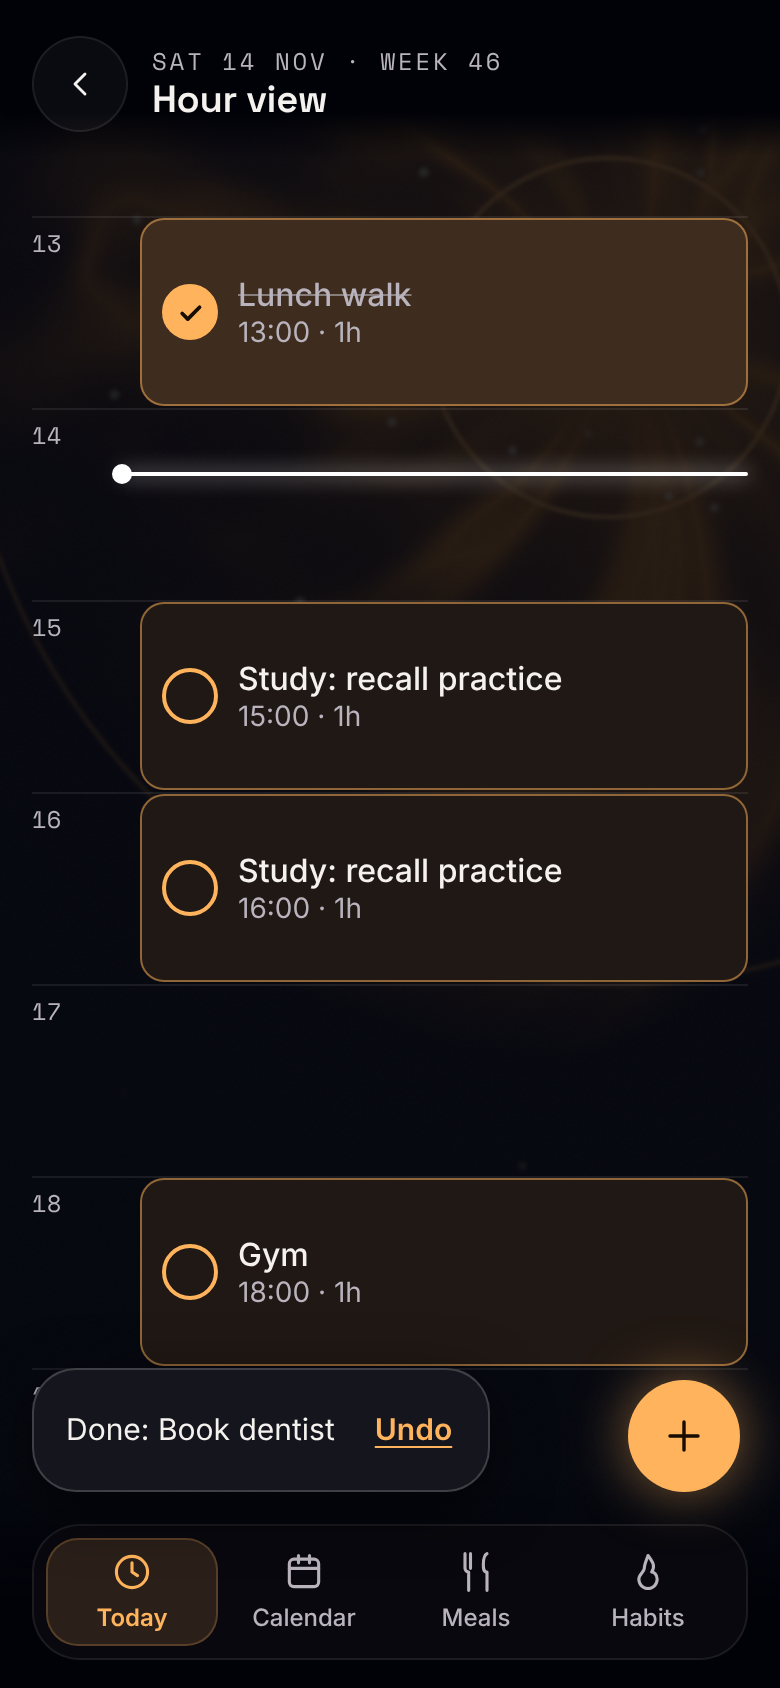 SAT 14 NOV · WEEK 46
Hour view
13
Lunch walk
13:00 · 1h
14
15
Study: recall practice
15:00 · 1h
16
Study: recall practice
16:00 · 1h
17
18
Gym
18:00 · 1h
Done: Book dentist Undo
Today Calendar Meals Habits